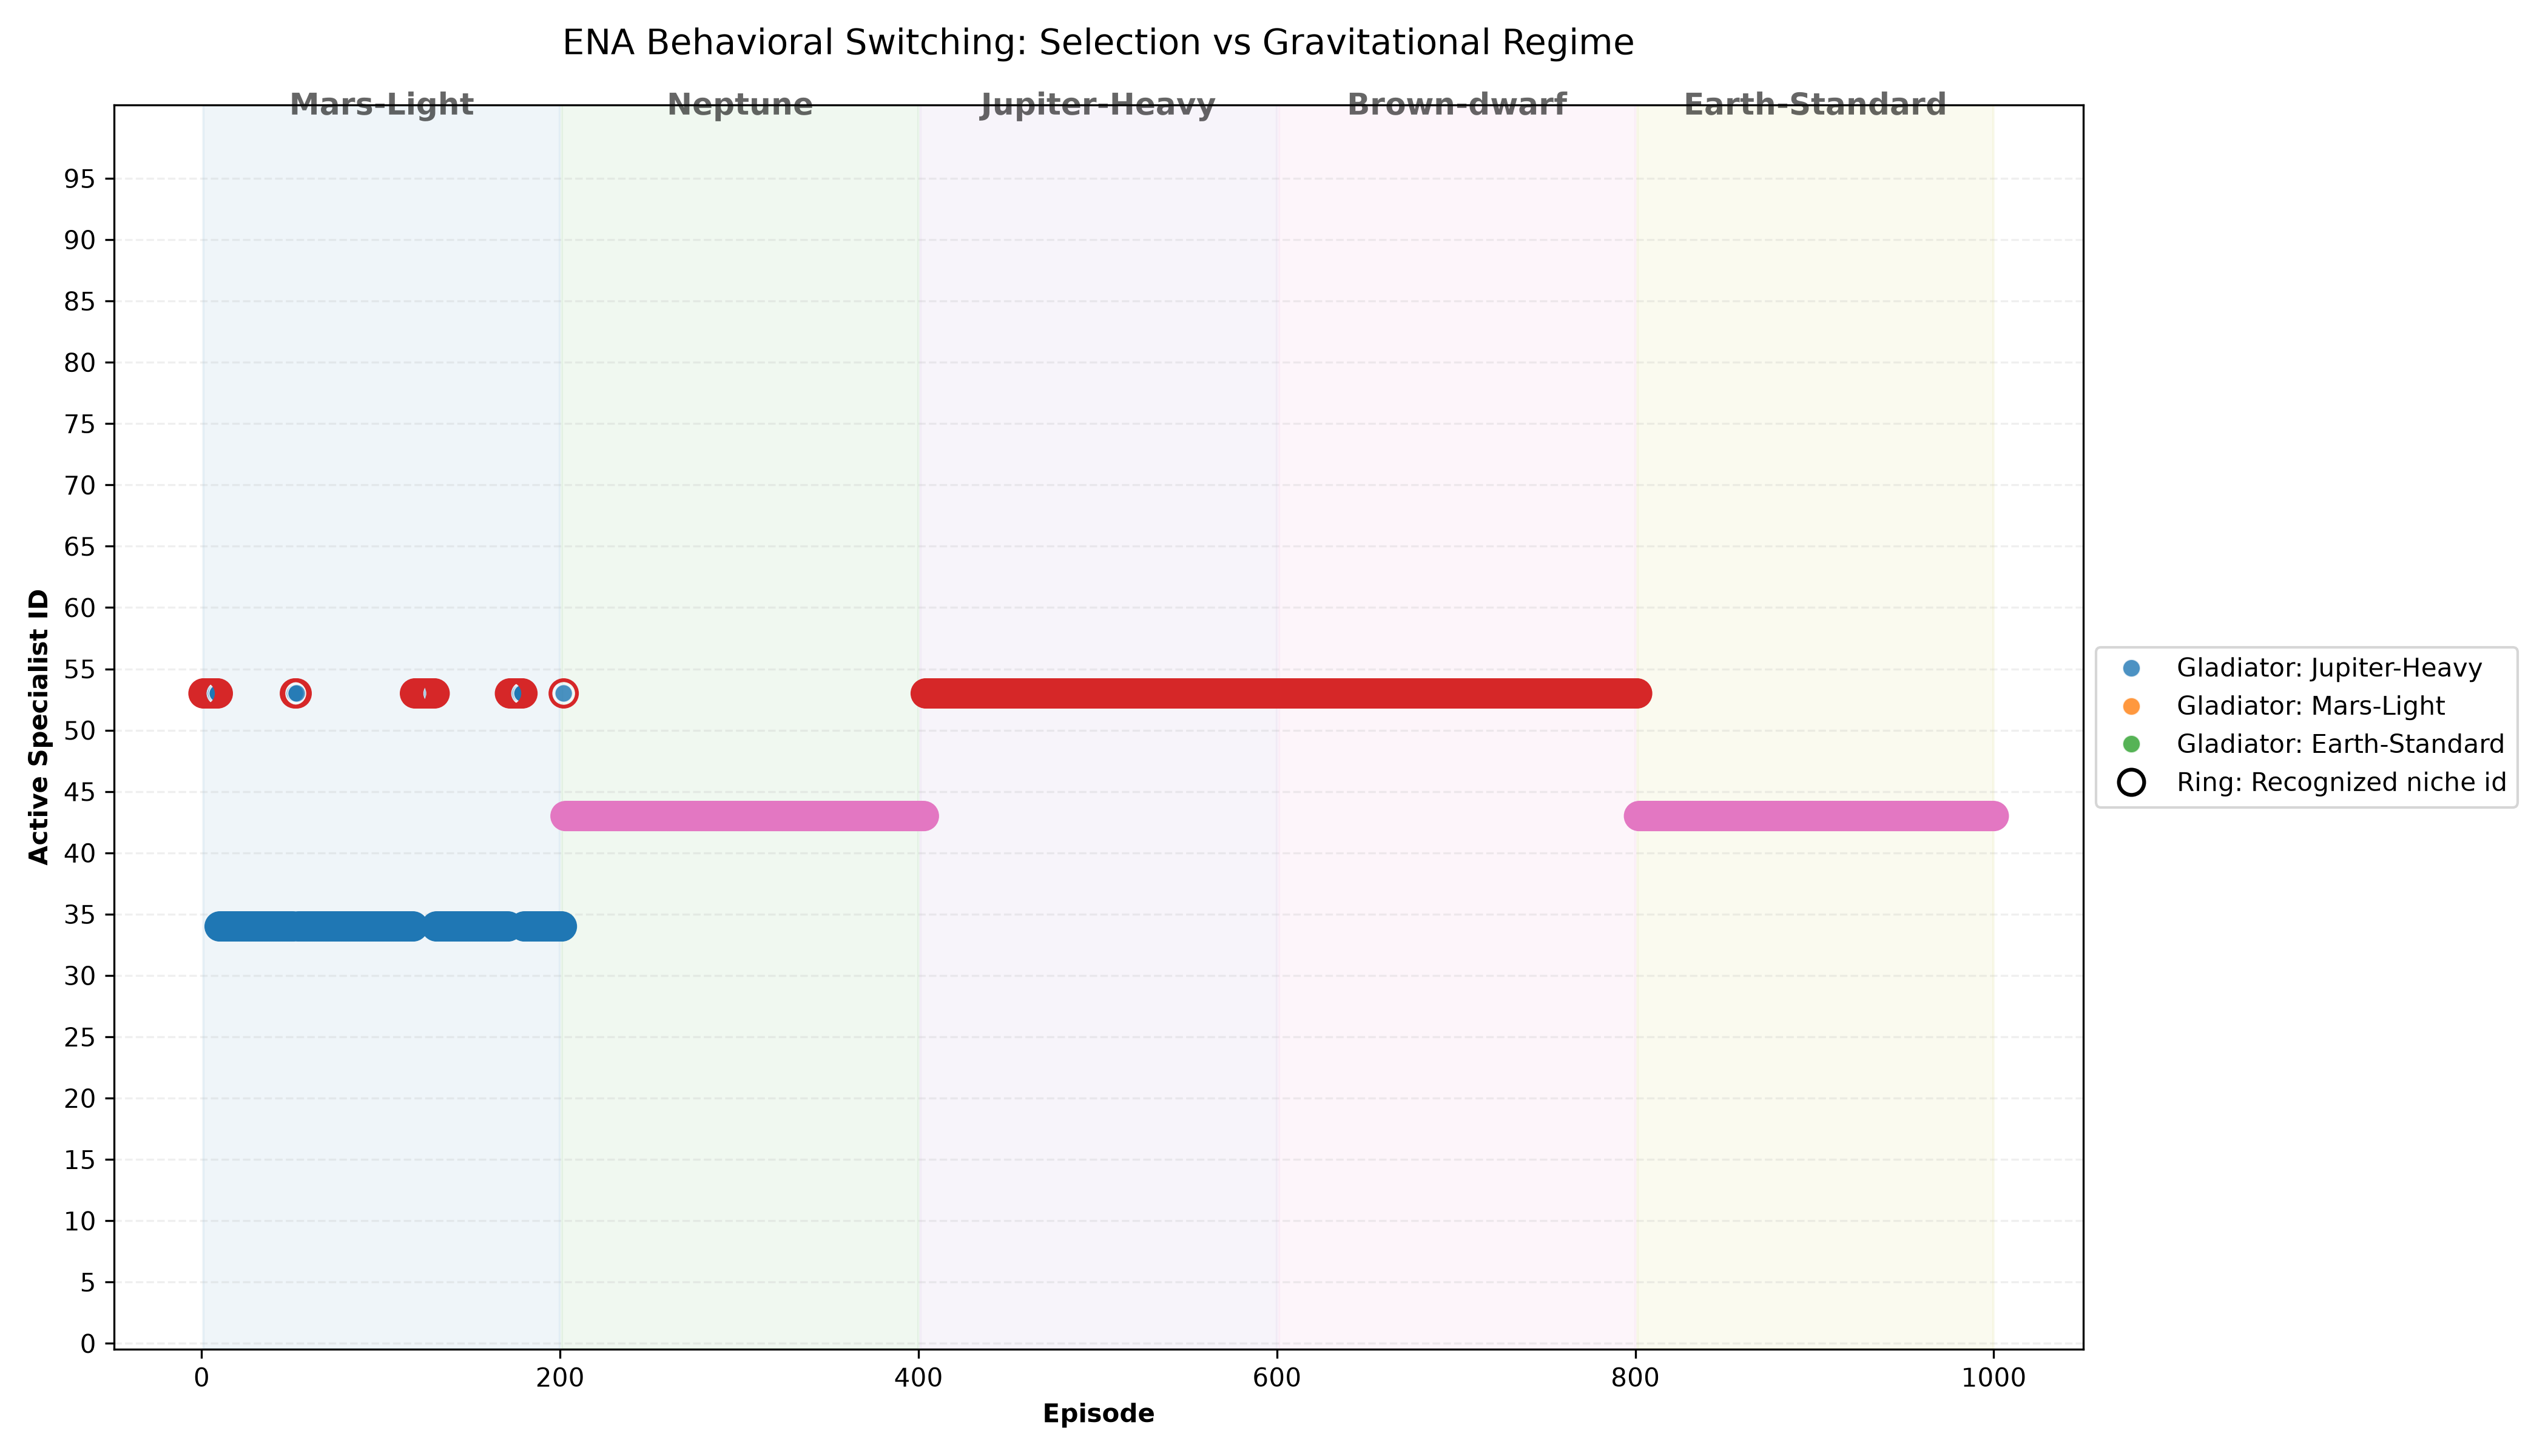 ENA Behavioral Switching: Selection vs Gravitational Regime
Mars-Light Neptune Jupiter-Heavy Brown-dwarf Earth-Standard
95
90
85
80
75
70
65
60
55
50
45
40
35
30
25
20
15
10
5
0
Active Specialist ID
0 200 400 600 800 1000
Episode
Gladiator: Jupiter-Heavy
Gladiator: Mars-Light
Gladiator: Earth-Standard
Ring: Recognized niche id